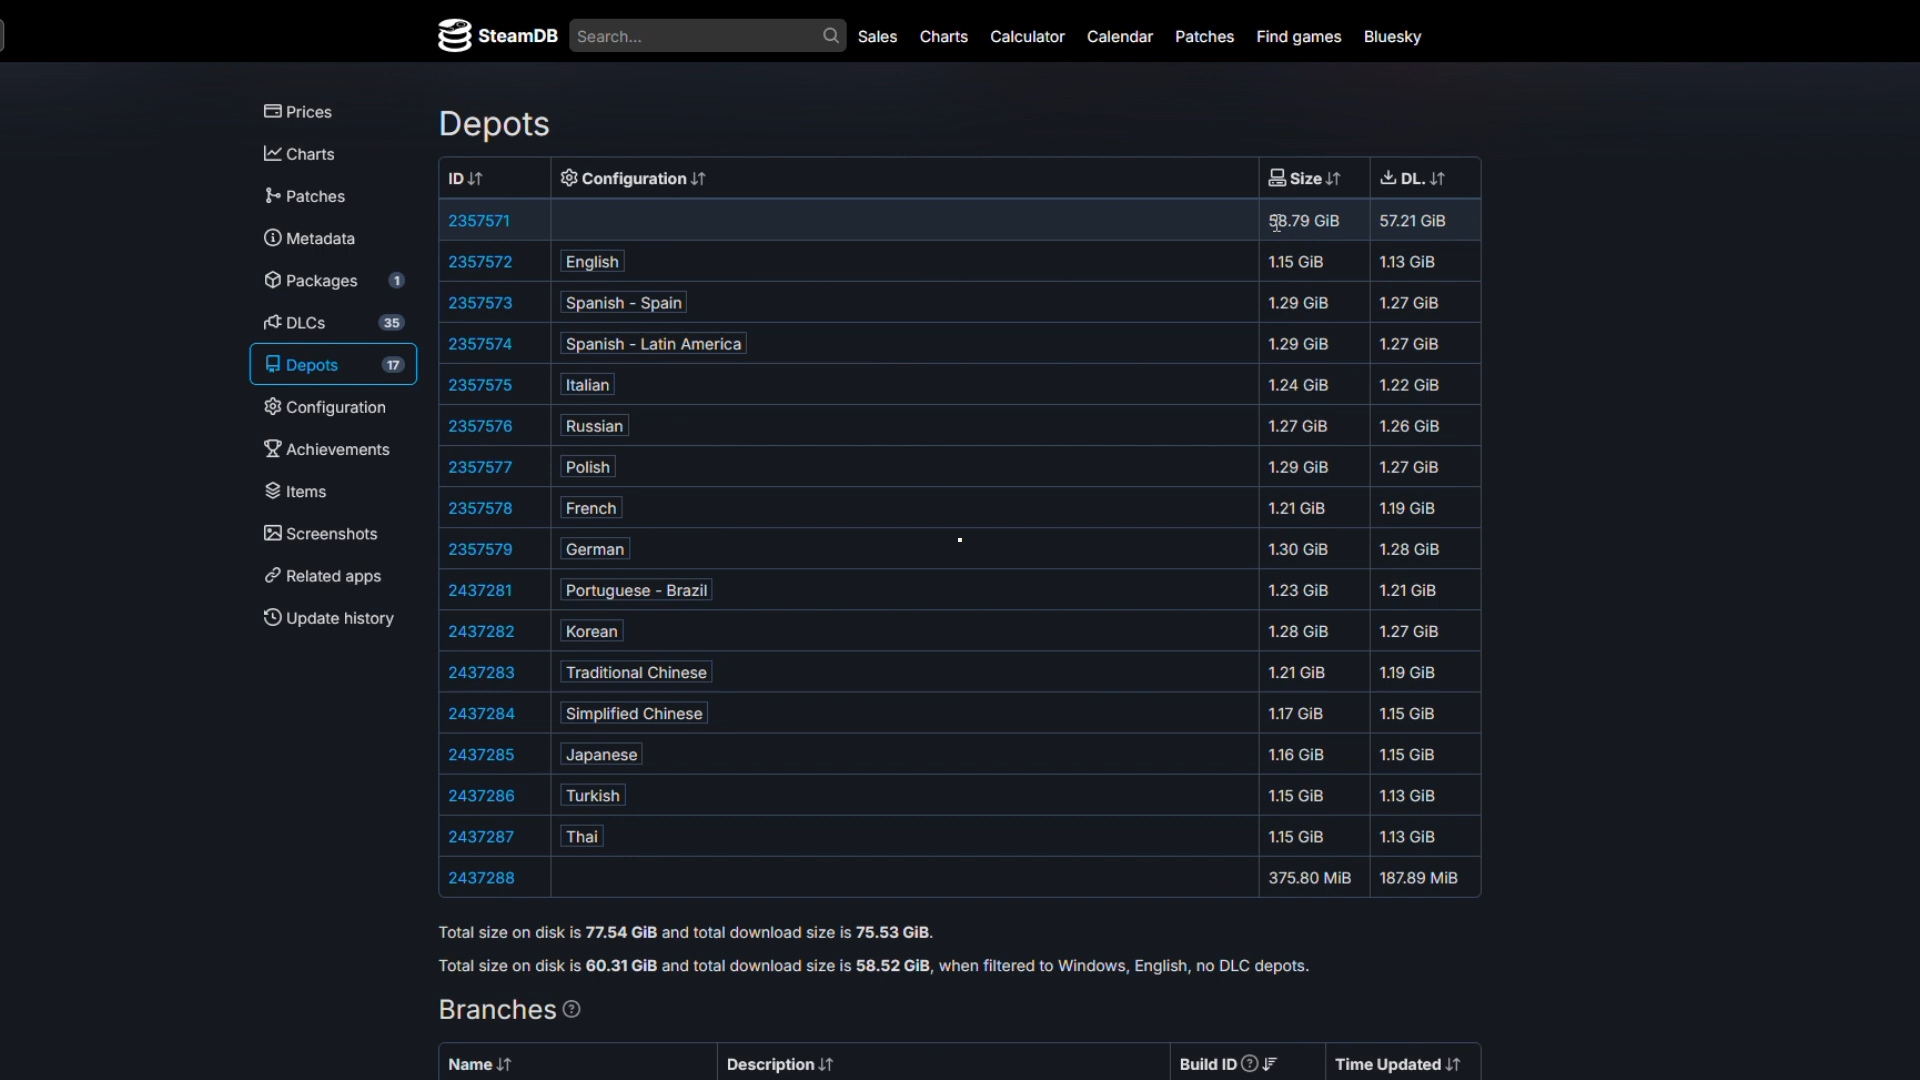 SteamDB Search... Sales Charts Calculator Calendar Patches Find games Bluesky
Prices
Charts
Patches
Metadata
Packages 1
DLCs 35
Depots 17
Configuration
Achievements
Items
Screenshots
Related apps
Update history
Depots
ID Configuration Size DL.
2357571 58.79 GiB 57.21 GiB
2357572 English 1.15 GiB 1.13 GiB
2357573 Spanish - Spain 1.29 GiB 1.27 GiB
2357574 Spanish - Latin America 1.29 GiB 1.27 GiB
2357575 Italian 1.24 GiB 1.22 GiB
2357576 Russian 1.27 GiB 1.26 GiB
2357577 Polish 1.29 GiB 1.27 GiB
2357578 French 1.21 GiB 1.19 GiB
2357579 German 1.30 GiB 1.28 GiB
2437281 Portuguese - Brazil 1.23 GiB 1.21 GiB
2437282 Korean 1.28 GiB 1.27 GiB
2437283 Traditional Chinese 1.21 GiB 1.19 GiB
2437284 Simplified Chinese 1.17 GiB 1.15 GiB
2437285 Japanese 1.16 GiB 1.15 GiB
2437286 Turkish 1.15 GiB 1.13 GiB
2437287 Thai 1.15 GiB 1.13 GiB
2437288 375.80 MiB 187.89 MiB
Total size on disk is 77.54 GiB and total download size is 75.53 GiB.
Total size on disk is 60.31 GiB and total download size is 58.52 GiB, when filtered to Windows, English, no DLC depots.
Branches
Name Description Build ID Time Updated